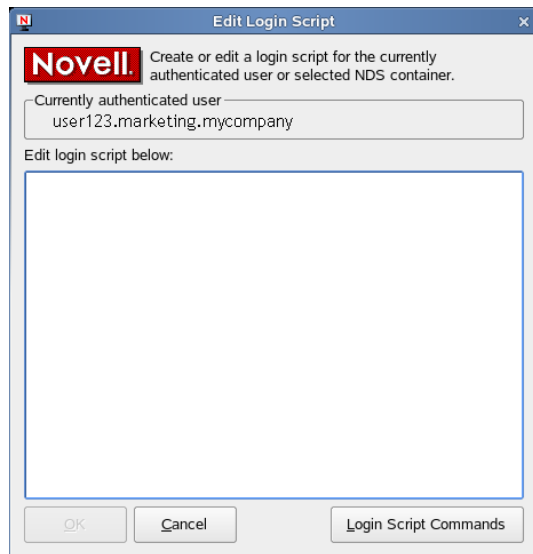 N
Edit Login Script
Novell.
Create or edit a login script for the currently
authenticated user or selected NDS container.
Currently authenticated user
user123.marketing.mycompany
Edit login script below:
OK
Cancel
Login Script Commands